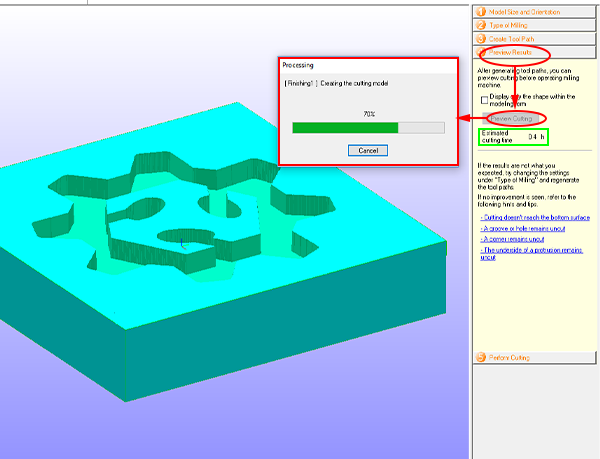 1 Model Size and Orientation
2 Type of Milling
3 Create Tool Path
4 Preview Results
After generating tool paths, you can
preview cutting before operating milling
machine.
Display only the shape within the
modeling form
Preview Cutting
Estimated
cutting time 0.4 h
If the results are not what you
expected, try changing the settings
under "Type of Milling" and regenerate
the tool paths.
If no improvement is seen, refer to the
following hints and tips.
- Cutting doesn't reach the bottom surface
- A groove or hole remains uncut
- A corner remains uncut
- The underside of a protrusion remains
uncut
5 Perform Cutting
Processing
[ Finishing1 ] Creating the cutting model
70%
Cancel